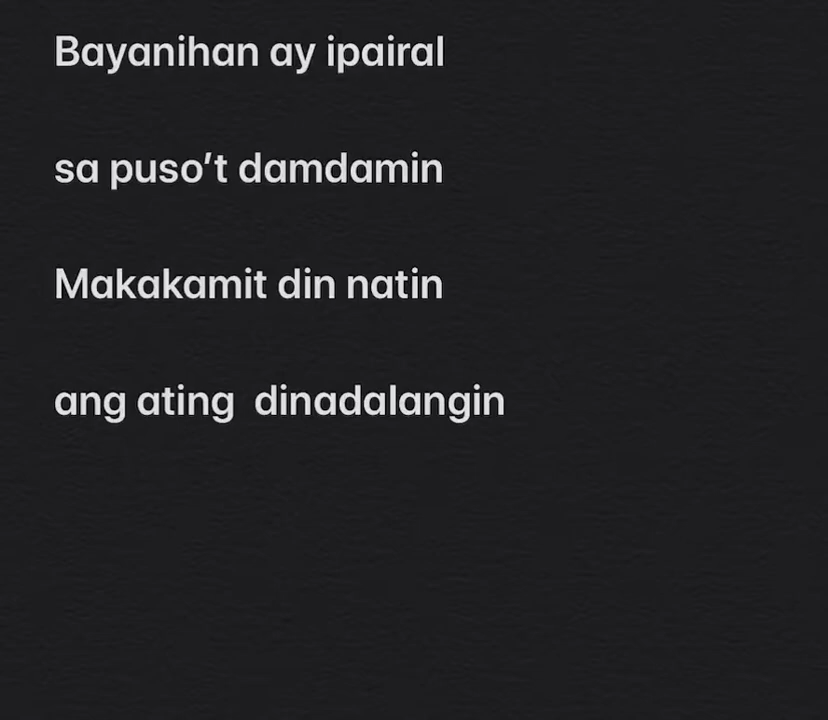 Bayanihan ay ipairal
sa puso't damdamin
Makakamit din natin
ang ating  dinadalangin